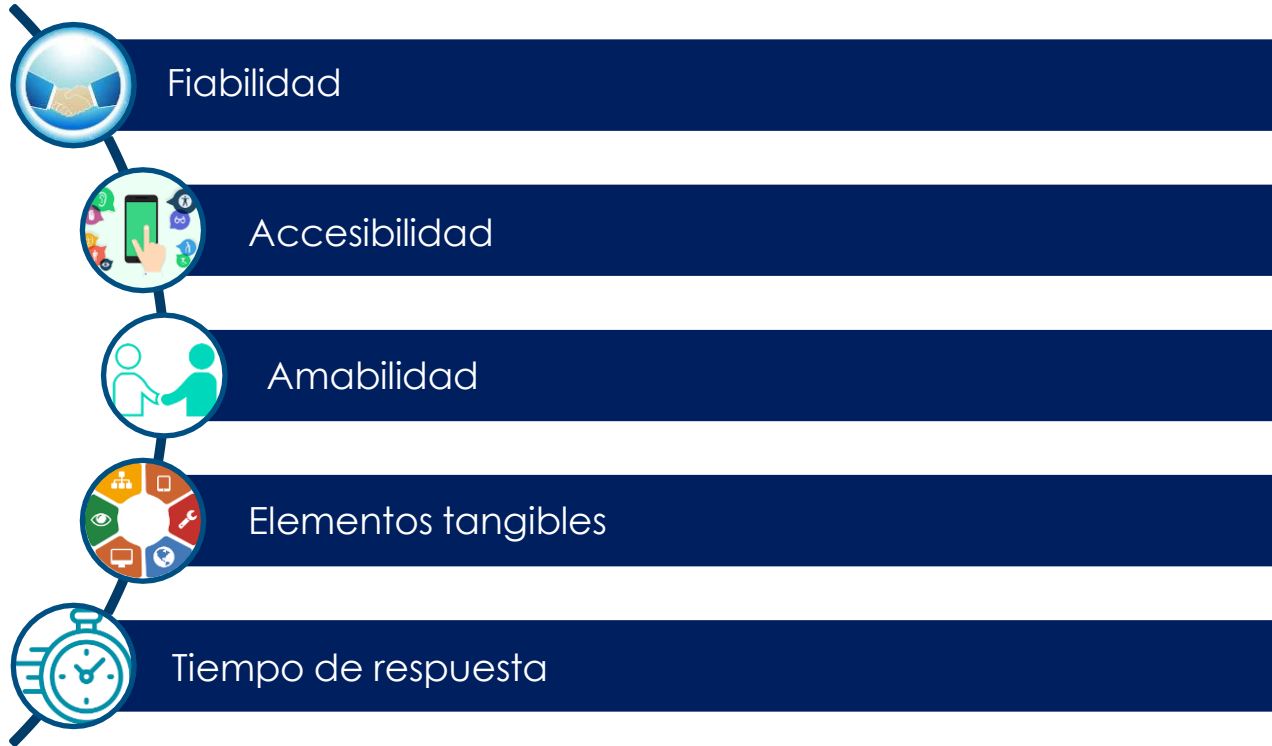 Fiabilidad
Accesibilidad
Amabilidad
Elementos tangibles
Tiempo de respuesta